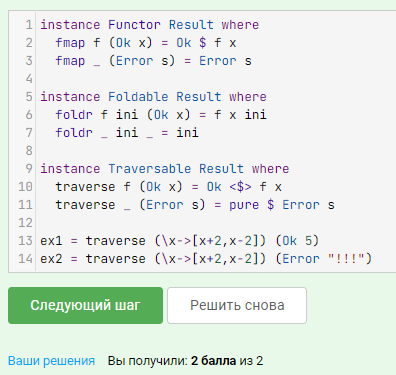 1 instance Functor Result where
2   fmap f (Ok x) = Ok $ f x
3   fmap _ (Error s) = Error s
4
5 instance Foldable Result where
6   foldr f ini (Ok x) = f x ini
7   foldr _ ini _ = ini
8
9 instance Traversable Result where
10   traverse f (Ok x) = Ok <$> f x
11   traverse _ (Error s) = pure $ Error s
12
13 ex1 = traverse (\x->[x+2,x-2]) (Ok 5)
14 ex2 = traverse (\x->[x+2,x-2]) (Error "!!!")
Следующий шаг Решить снова
Ваши решения Вы получили: 2 балла из 2